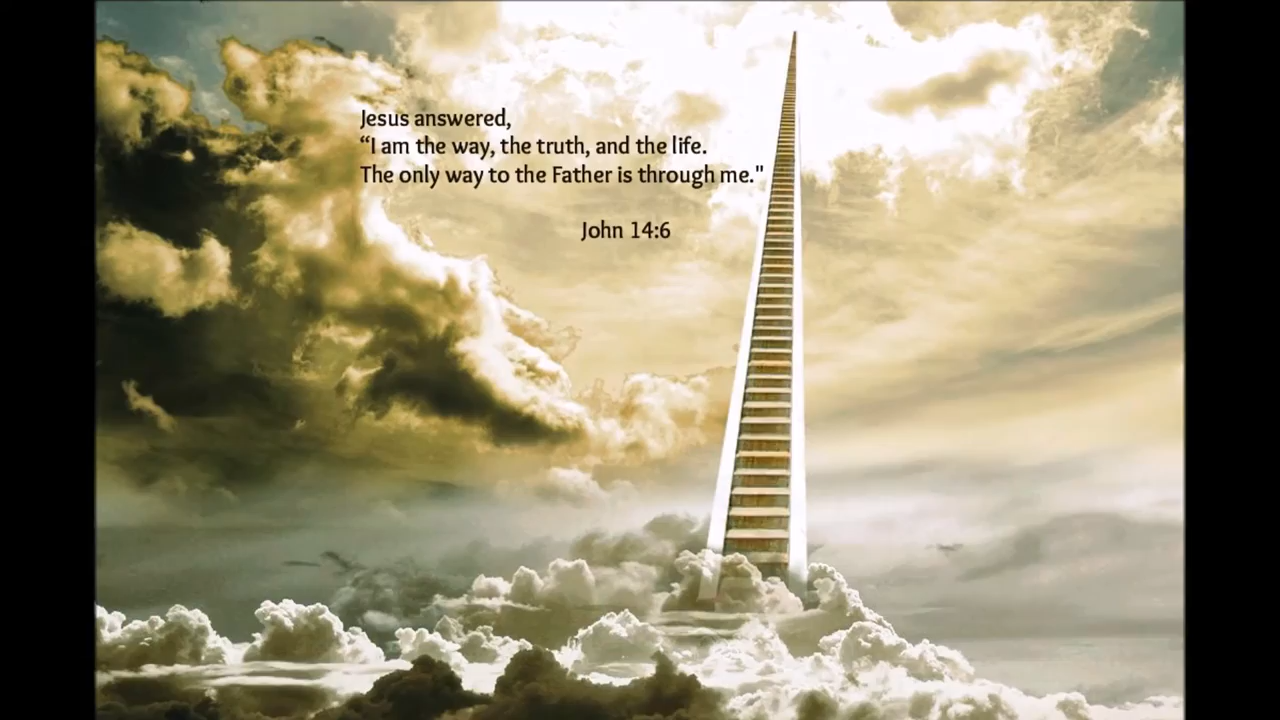 Jesus answered,
“I am the way, the truth, and the life.
The only way to the Father is through me."
John 14:6